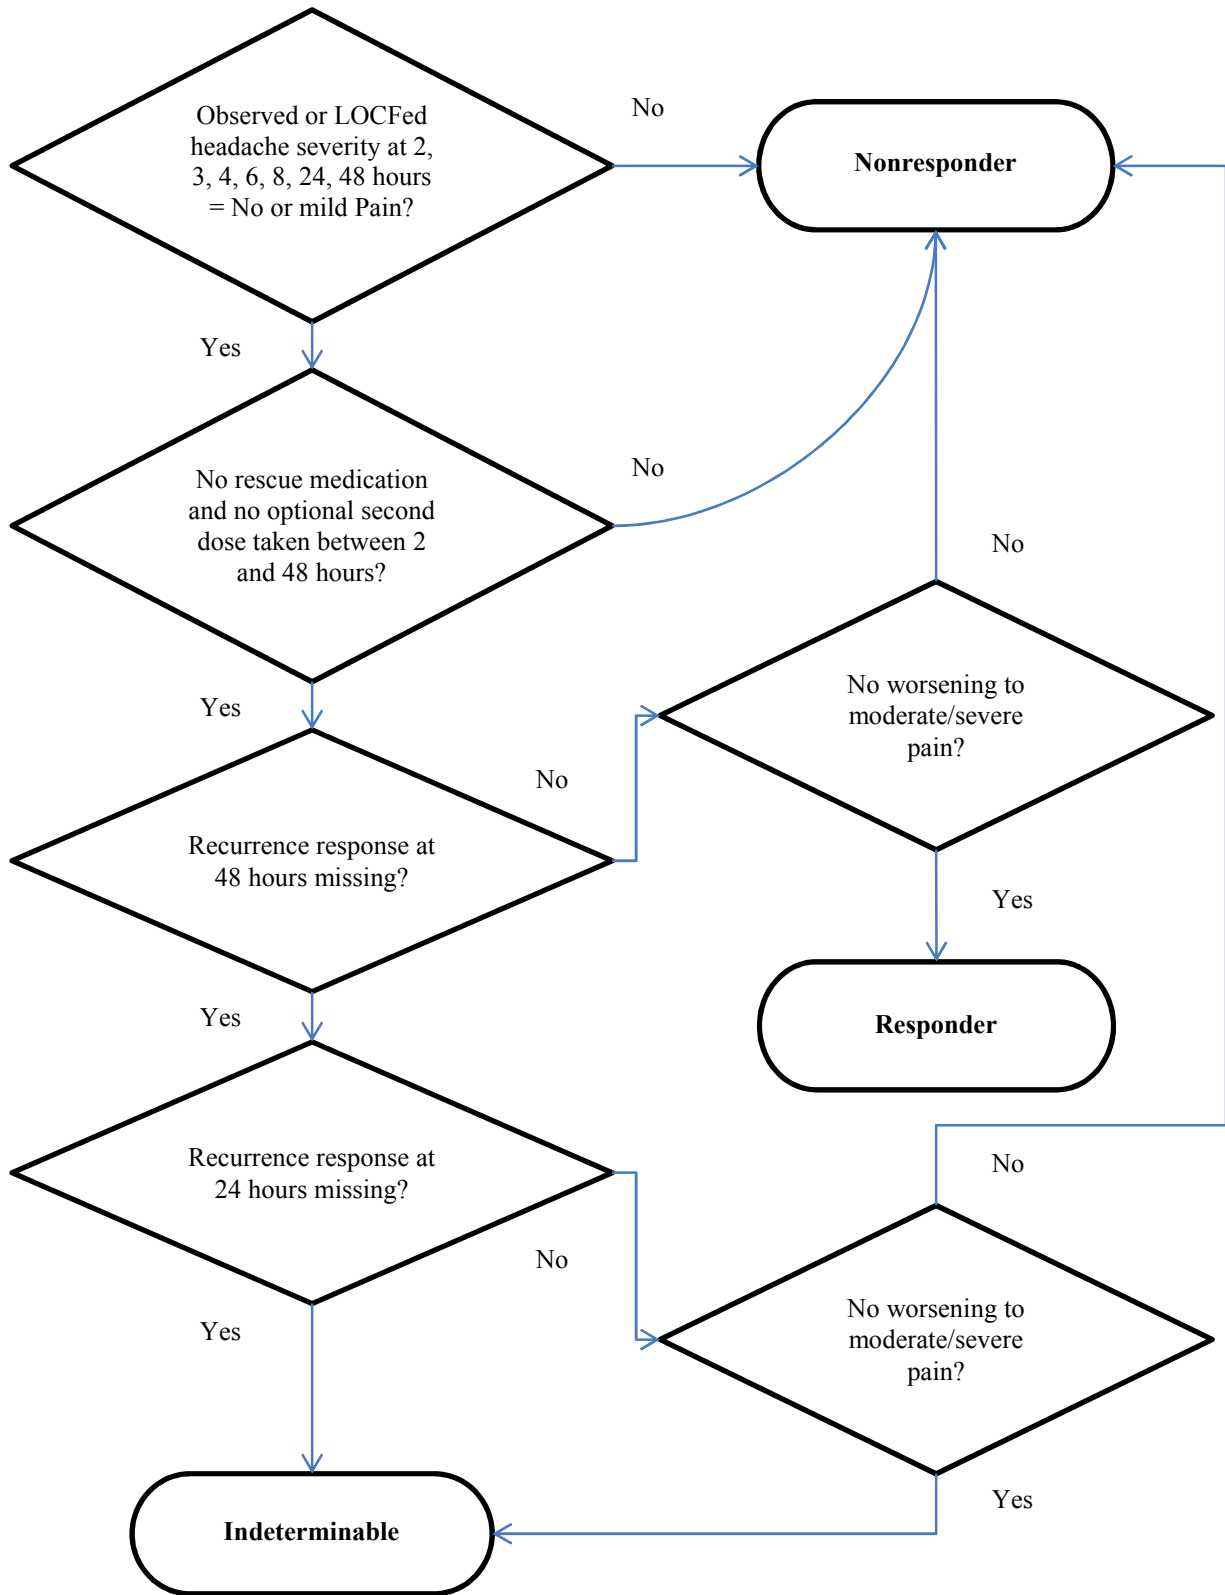 Observed or LOCFed
headache severity at 2,
3, 4, 6, 8, 24, 48 hours
= No or mild Pain?
No
Nonresponder
Yes
No rescue medication
and no optional second
dose taken between 2
and 48 hours?
No
No
Yes
No worsening to
moderate/severe
pain?
Recurrence response at
48 hours missing?
No
Yes
Responder
Yes
Recurrence response at
24 hours missing?
No
No
No worsening to
moderate/severe
pain?
Yes
Yes
Indeterminable